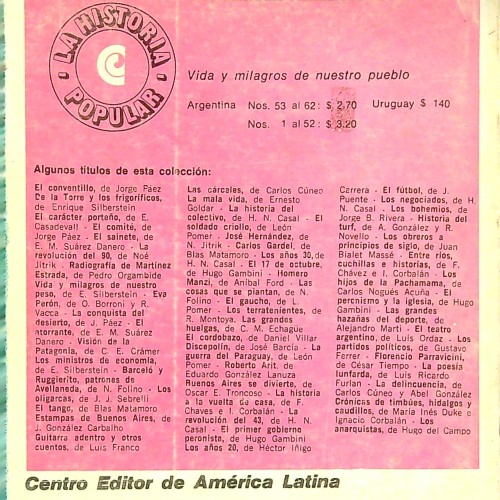 LA HISTORIA POPULAR
Vida y milagros de nuestro pueblo
Argentina Nos. 53 al 62: $ 2.70 Uruguay $ 140
Nos. 1 al 52: $ 3.20
Algunos títulos de esta colección:
El conventillo, de Jorge Páez
De la Torre y los frigoríficos,
de Enrique Silberstein
El carácter porteño, de E.
Casadevall - El comité, de
Jorge Páez - El sainete, de
E. M. Suárez Danero - La
revolución del 90, de Noé
Jitrik - Radiografía de Martínez
Estrada, de Pedro Orgambide
Vida y milagros de nuestro
peso, de E. Silberstein - Eva
Perón, de O. Borroni y R.
Vacca - La conquista del
desierto, de J. Páez - El
atorrante, de E. M. Suárez
Danero - Visión de la
Patagonia, de C. E. Crámer
Los ministros de economía,
de E. Silberstein - Barceló y
Ruggierito, patrones de
Avellaneda, de N. Folino - Los
oligarcas, de J. J. Sebreli
El tango, de Blas Matamoro
Estampas de Buenos Aires, de
J. González Carbalho
Guitarra adentro y otros
cuentos, de Luis Franco
Las cárceles, de Carlos Cúneo
La mala vida, de Ernesto
Goldar - La historia del
colectivo, de H. N. Casal - El
soldado criollo, de León
Pomer - José Hernández, de
N. Jitrik - Carlos Gardel, de
Blas Matamoro - Los años 30, de
H. N. Casal - El 17 de octubre,
de Hugo Gambini - Homero
Manzi, de Aníbal Ford - Las
cosas que se plantan, de N.
Folino - El gaucho, de L.
Pomer - Los terratenientes, de
R. Montoya. Las grandes
huelgas, de C. M. Echagüe
El cordobazo, de Daniel Villar
Discepolín, de José Barcia - La
guerra del Paraguay, de León
Pomer - Roberto Arlt, de
Eduardo González Lanuza
Buenos Aires se divierte, de
Oscar E. Troncoso - La historia
a la vuelta de casa, de F.
Chaves e I. Corbalán - La
revolución del 43, de H. N.
Casal - El primer gobierno
peronista, de Hugo Gambini
Los años 20, de Héctor Iñigo
Carrera - El fútbol, de J.
Puente - Los negociados, de H.
N. Casal - Los bohemios, de
Jorge B. Rivera - Historia del
turf, de A. González y R.
Novello - Los obreros a
principios de siglo, de Juan
Bialet Massé - Entre ríos,
cuchillas e historias, de F.
Chávez e I. Corbalán - Los
hijos de la Pachamama, de
Carlos Nogués Acuña - El
peronismo y la iglesia, de Hugo
Gambini - Las grandes
hazañas del deporte, de
Alejandro Marti - El teatro
argentino, de Luis Ordaz - Los
partidos políticos, de Gustavo
Ferrer - Florencio Parravicini,
de César Tiempo - La poesía
lunfarda, de Luis Ricardo
Furlan - La delincuencia, de
Carlos Cúneo y Abel González
Crónicas de timbúes, hidalgos y
caudillos, de María Inés Duke e
Ignacio Corbalán - Los
anarquistas, de Hugo del Campo
Centro Editor de América Latina